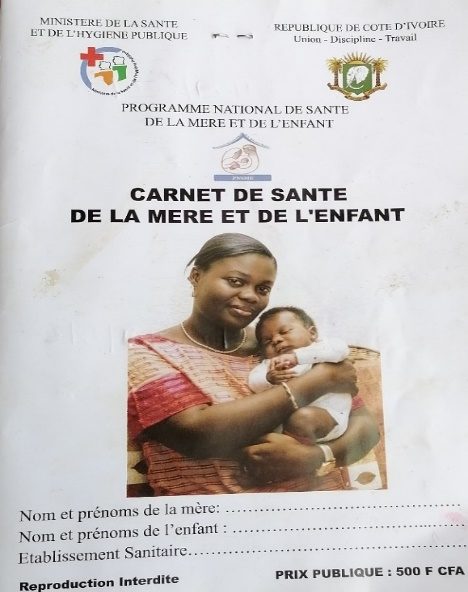 MINISTERE DE LA SANTE
ET DE L'HYGIENE PUBLIQUE
REPUBLIQUE DE COTE D'IVOIRE
Union - Discipline - Travail
PROGRAMME NATIONAL DE SANTE
DE LA MERE ET DE L'ENFANT
PNSME
CARNET DE SANTE
DE LA MERE ET DE L'ENFANT
Nom et prénoms de la mère: ................................................
Nom et prénoms de l'enfant : ................................................
Etablissement Sanitaire................................................
Reproduction Interdite
PRIX PUBLIQUE : 500 F CFA